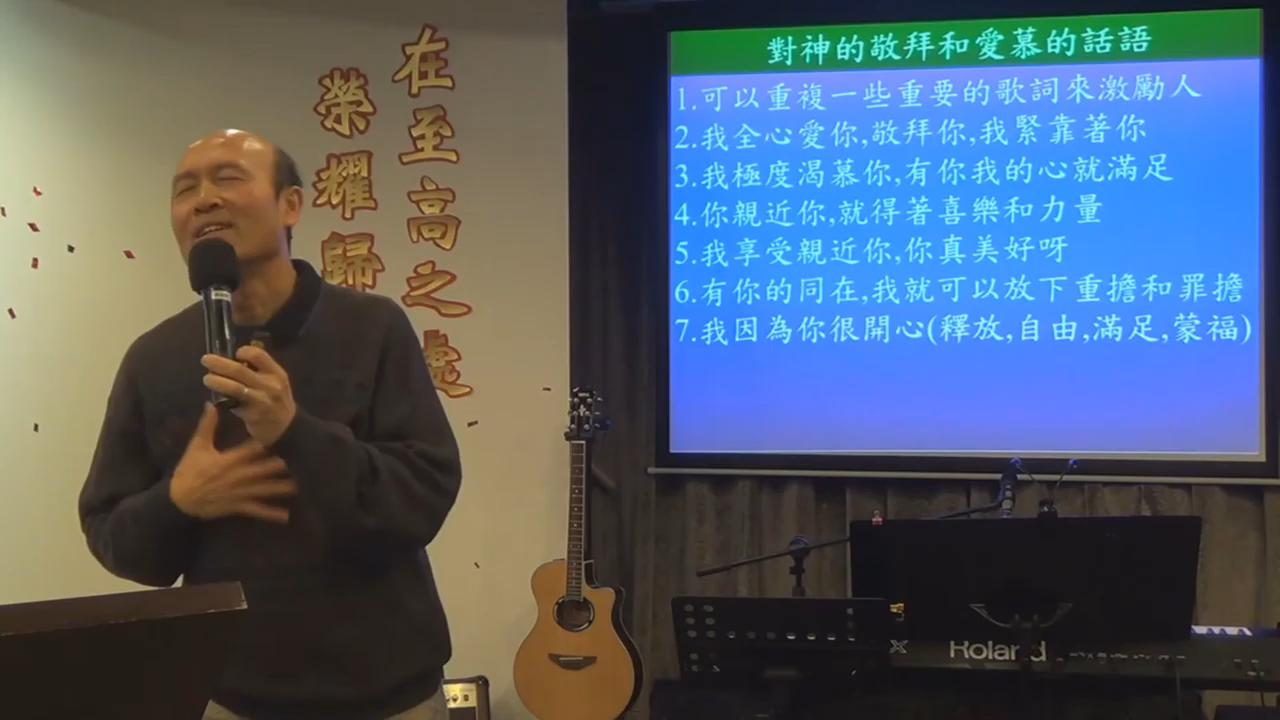 在至高之處
榮耀歸
對神的敬拜和愛慕的話語
1.可以重複一些重要的歌詞來激勵人
2.我全心愛你,敬拜你,我緊靠著你
3.我極度渴慕你,有你我的心就滿足
4.你親近你,就得著喜樂和力量
5.我享受親近你,你真美好呀
6.有你的同在,我就可以放下重擔和罪擔
7.我因為你很開心(釋放,自由,滿足,蒙福)
Roland